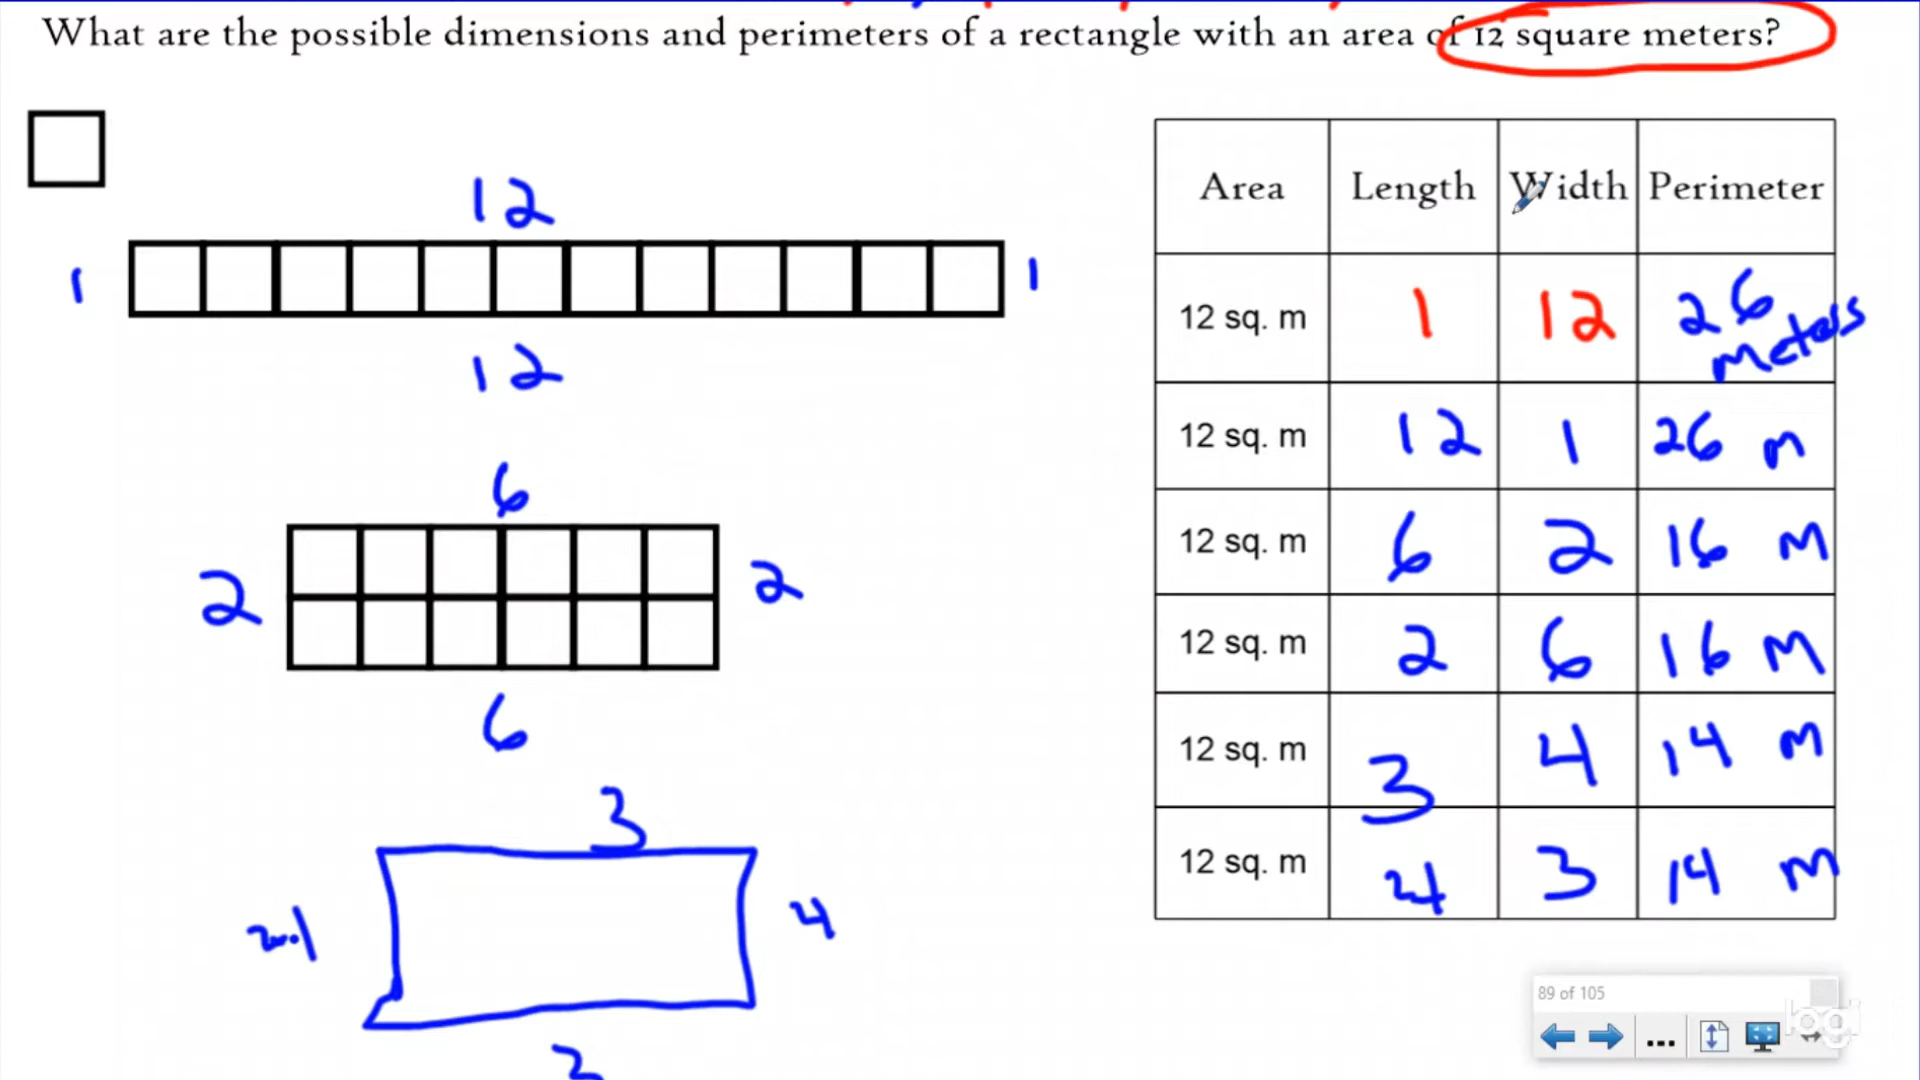 What are the possible dimensions and perimeters of a rectangle with an area of 12 square meters?
12
1 1
12
6
2 2
6
3
4 4
3
Area Length Width Perimeter
12 sq. m 1 12 26 meters
12 sq. m 12 1 26 m
12 sq. m 6 2 16 m
12 sq. m 2 6 16 m
12 sq. m 3 4 14 m
12 sq. m 4 3 14 m
89 of 105
...
logi